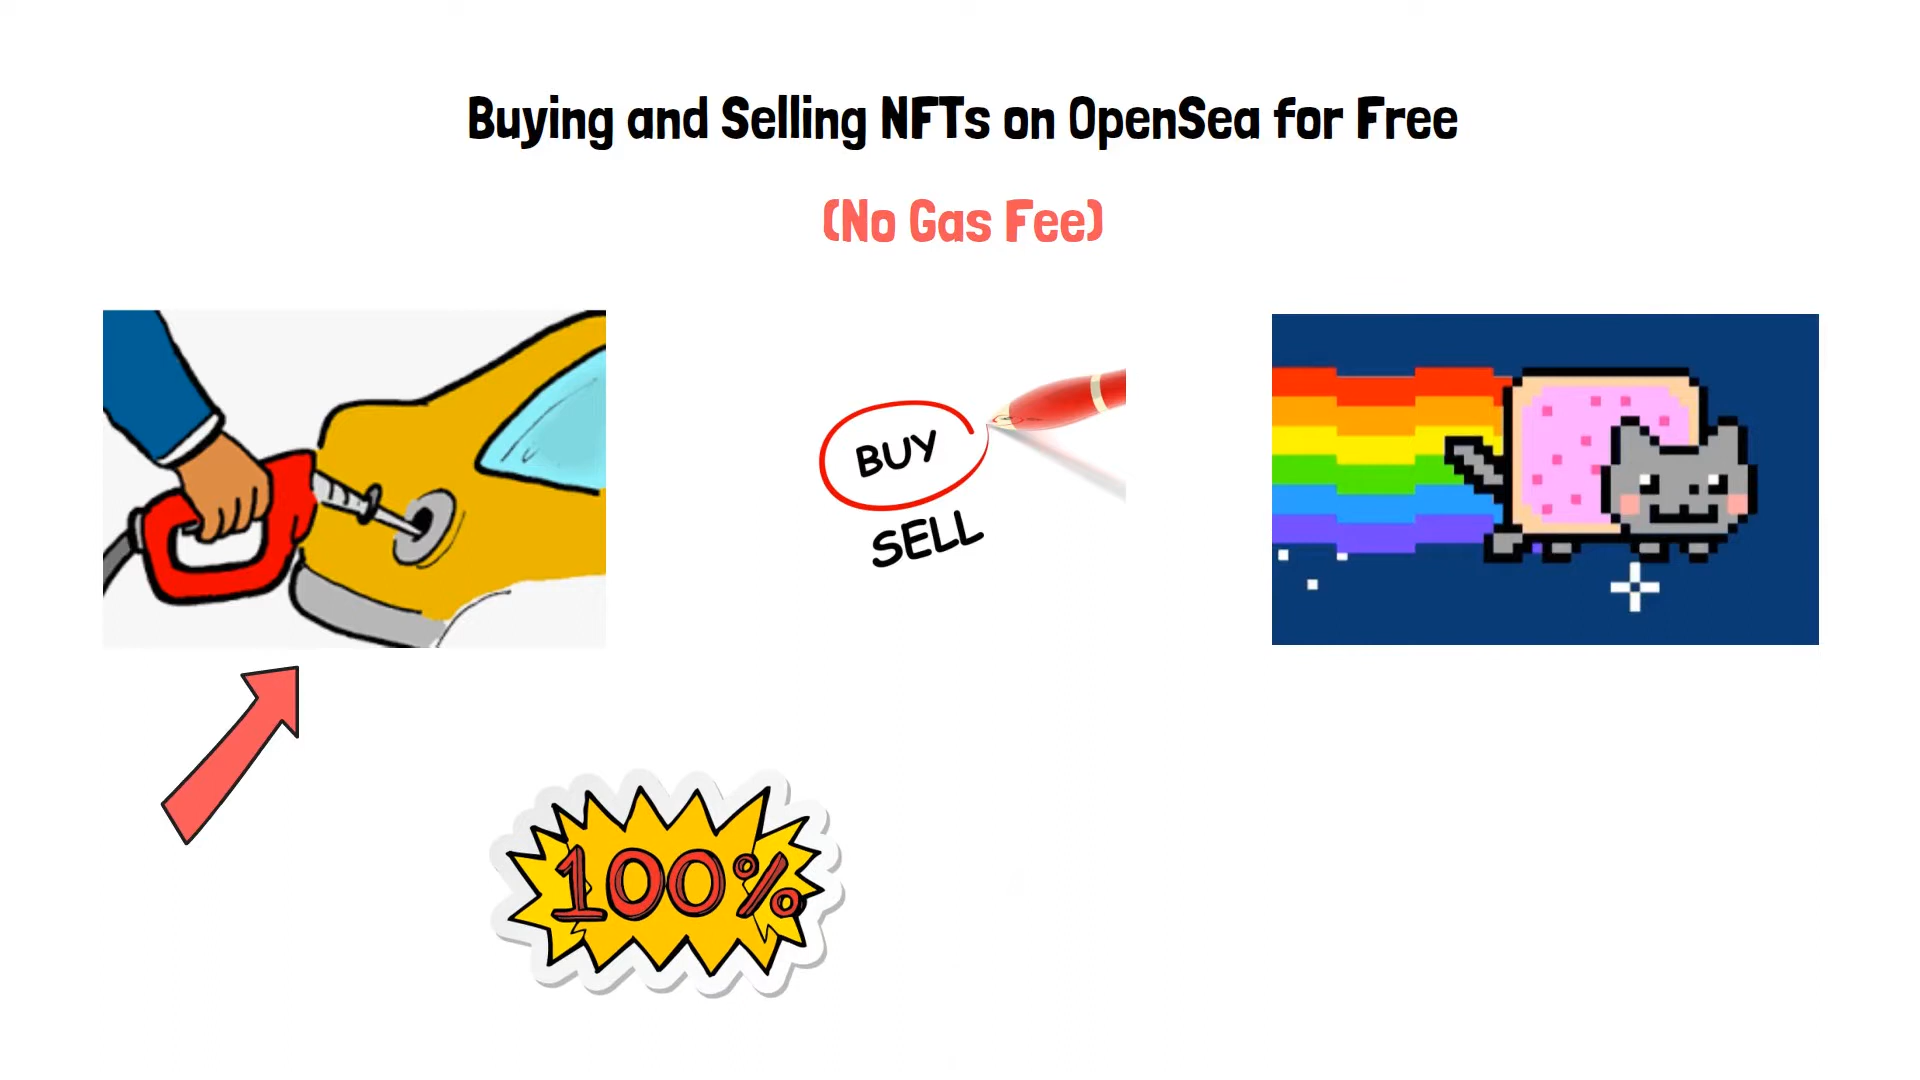 Buying and Selling NFTs on OpenSea for Free
(No Gas Fee)
BUY
SELL
100%